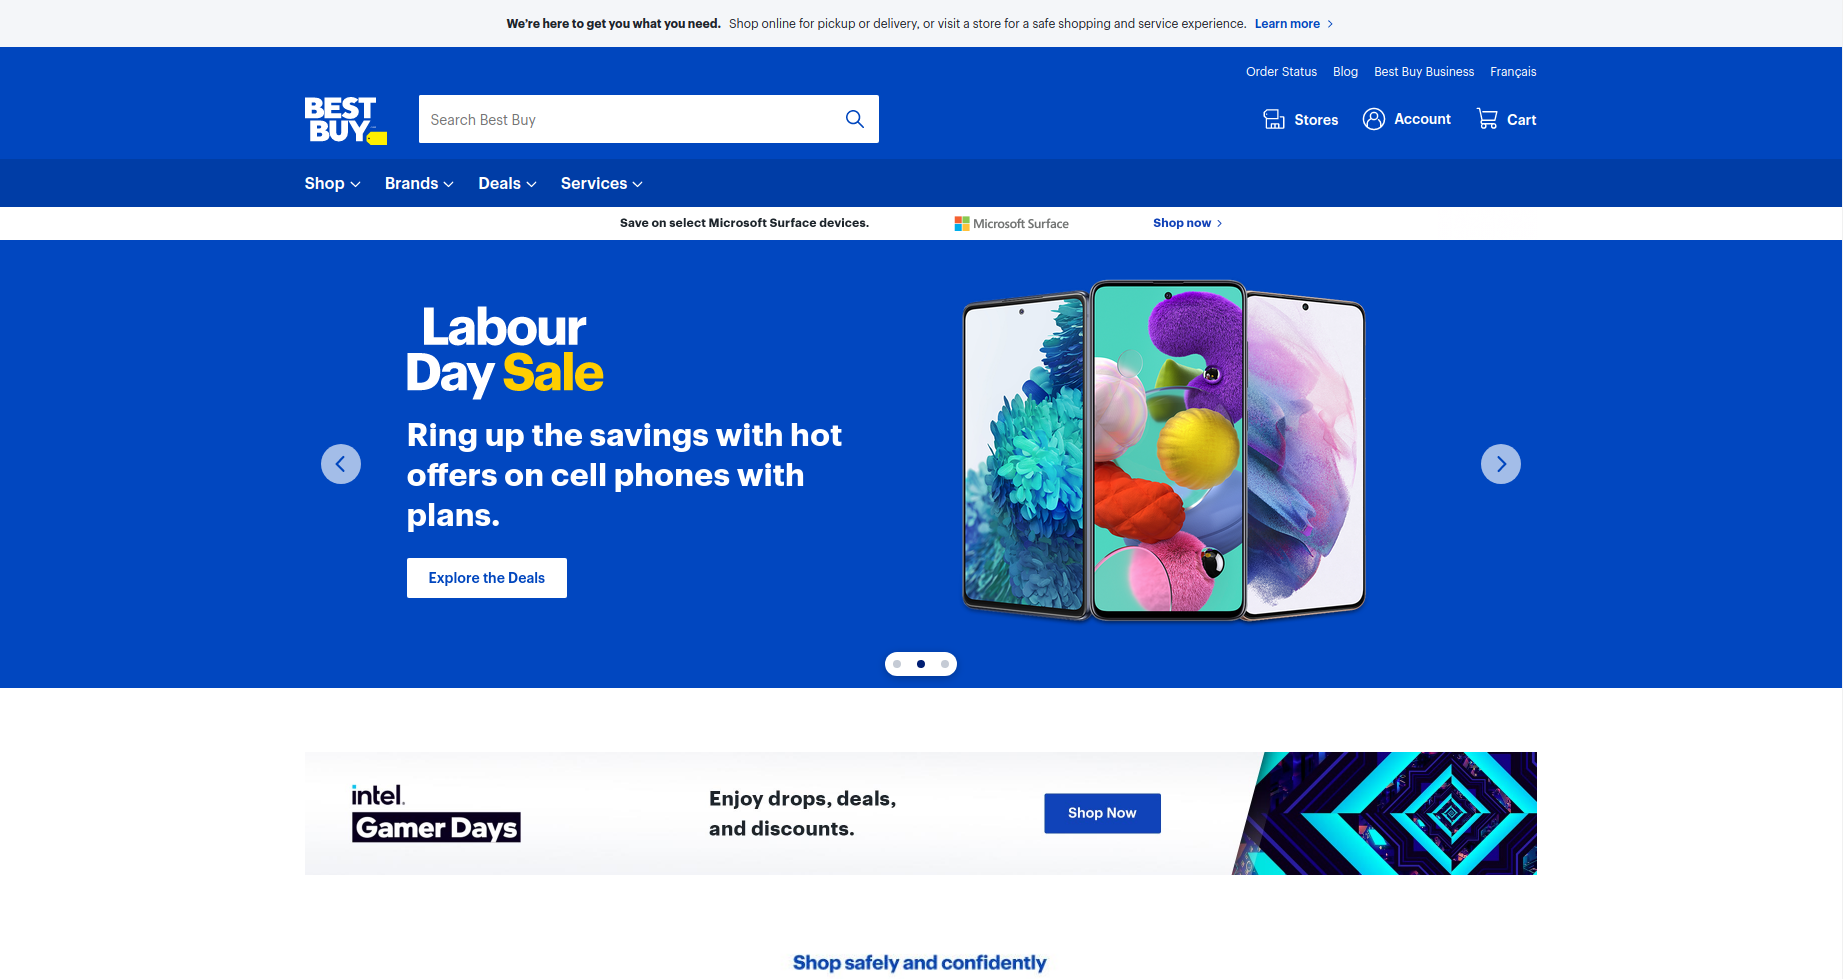 We're here to get you what you need. Shop online for pickup or delivery, or visit a store for a safe shopping and service experience. Learn more
Order Status Blog Best Buy Business Français
BEST
BUY
Search Best Buy
Stores Account Cart
Shop Brands Deals Services
Save on select Microsoft Surface devices. Microsoft Surface Shop now
Labour
Day Sale
Ring up the savings with hot
offers on cell phones with
plans.
Explore the Deals
intel.
Gamer Days
Enjoy drops, deals,
and discounts.
Shop Now
Shop safely and confidently